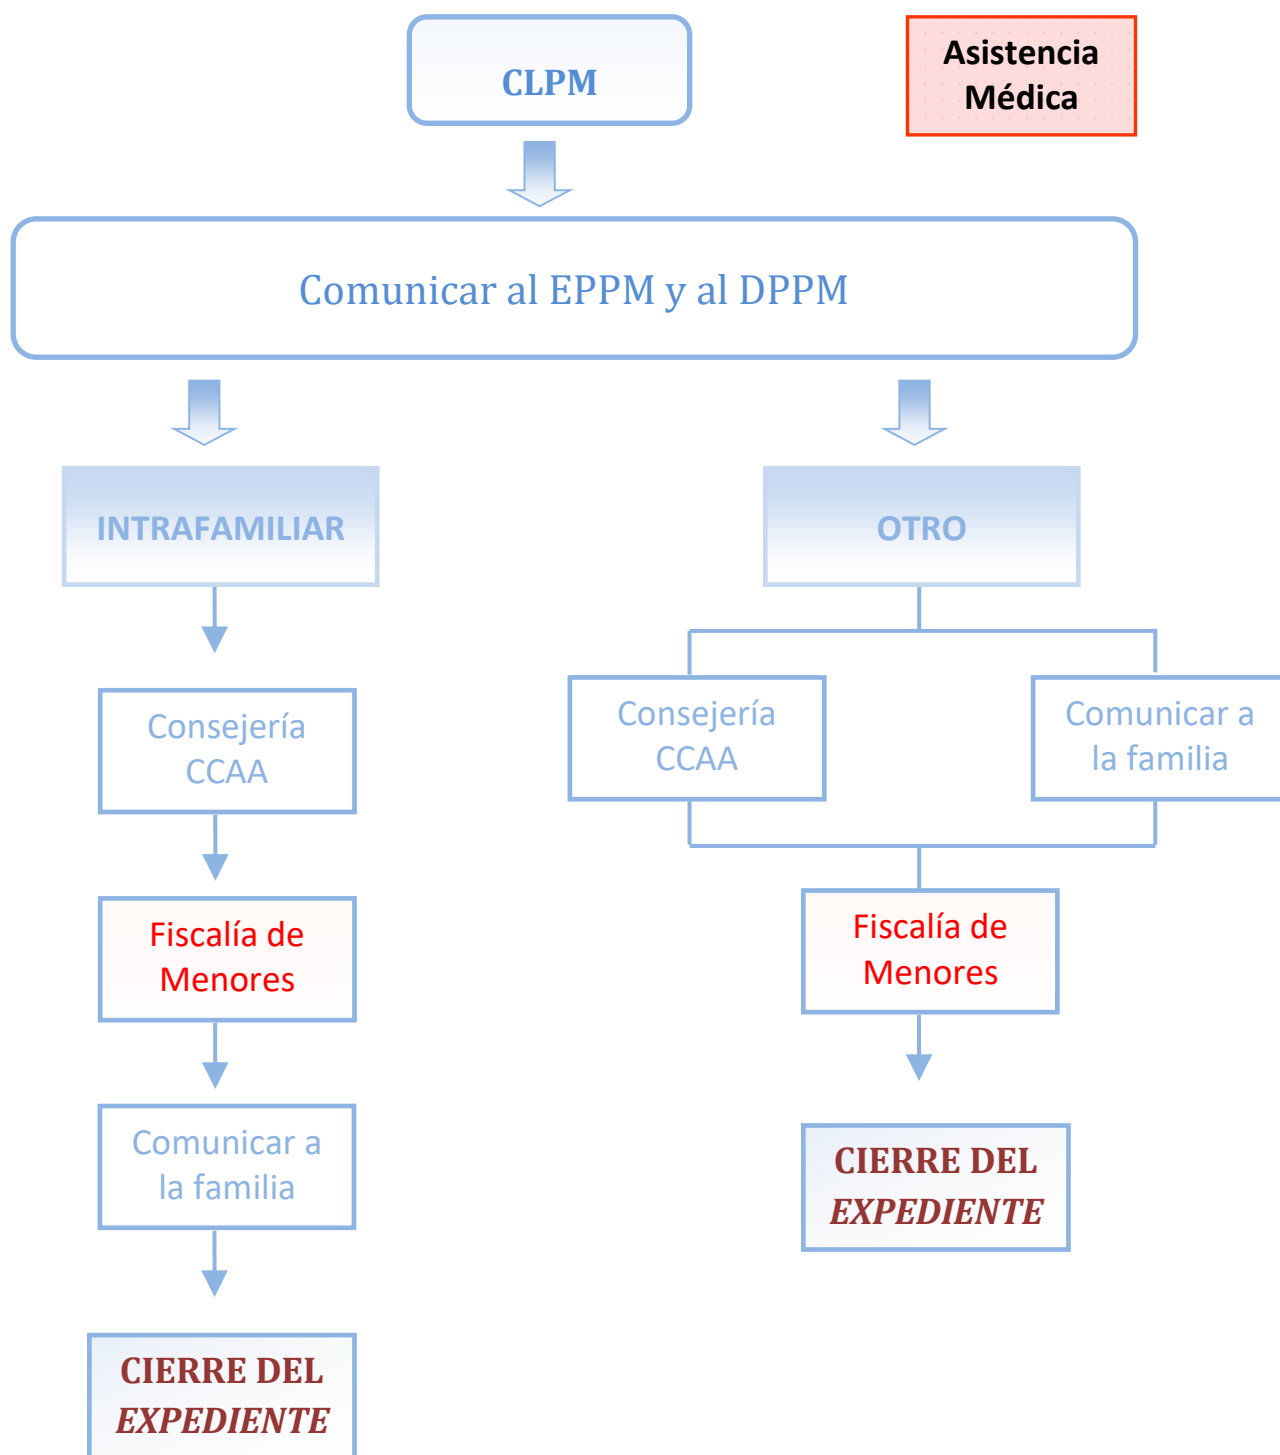 CLPM
Asistencia
Médica
Comunicar al EPPM y al DPPM
INTRAFAMILIAR
OTRO
Consejería
CCAA
Fiscalía de
Menores
Comunicar a
la familia
CIERRE DEL
EXPEDIENTE
Consejería
CCAA
Comunicar a
la familia
Fiscalía de
Menores
CIERRE DEL
EXPEDIENTE